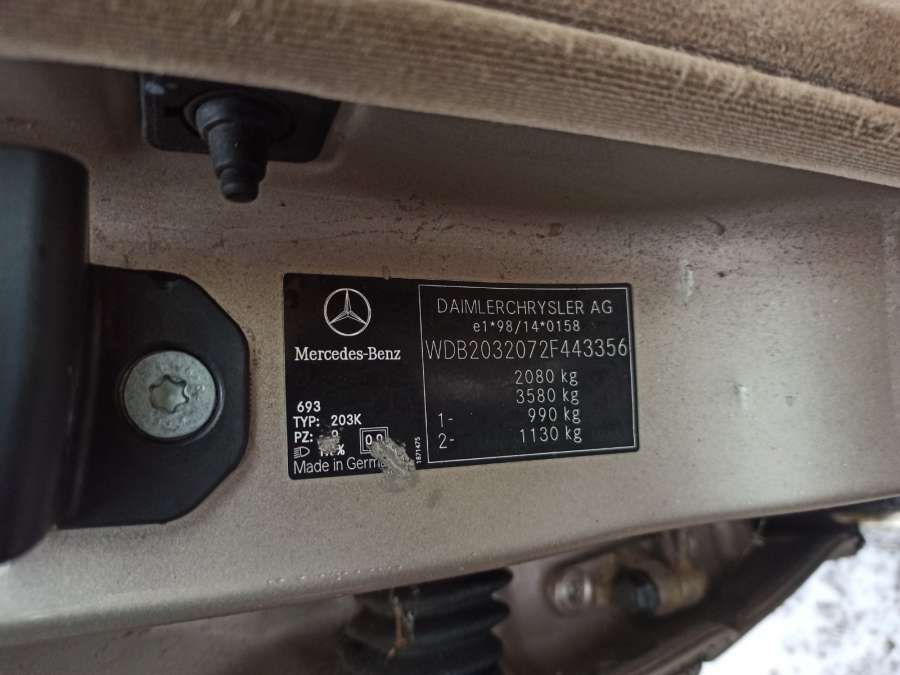 Mercedes-Benz
693
TYP: 203K
PZ:
Made in Germ
1871475
DAIMLERCHRYSLER AG
e1*98/14*0158
WDB2032072F443356
2080 kg
3580 kg
1- 990 kg
2- 1130 kg